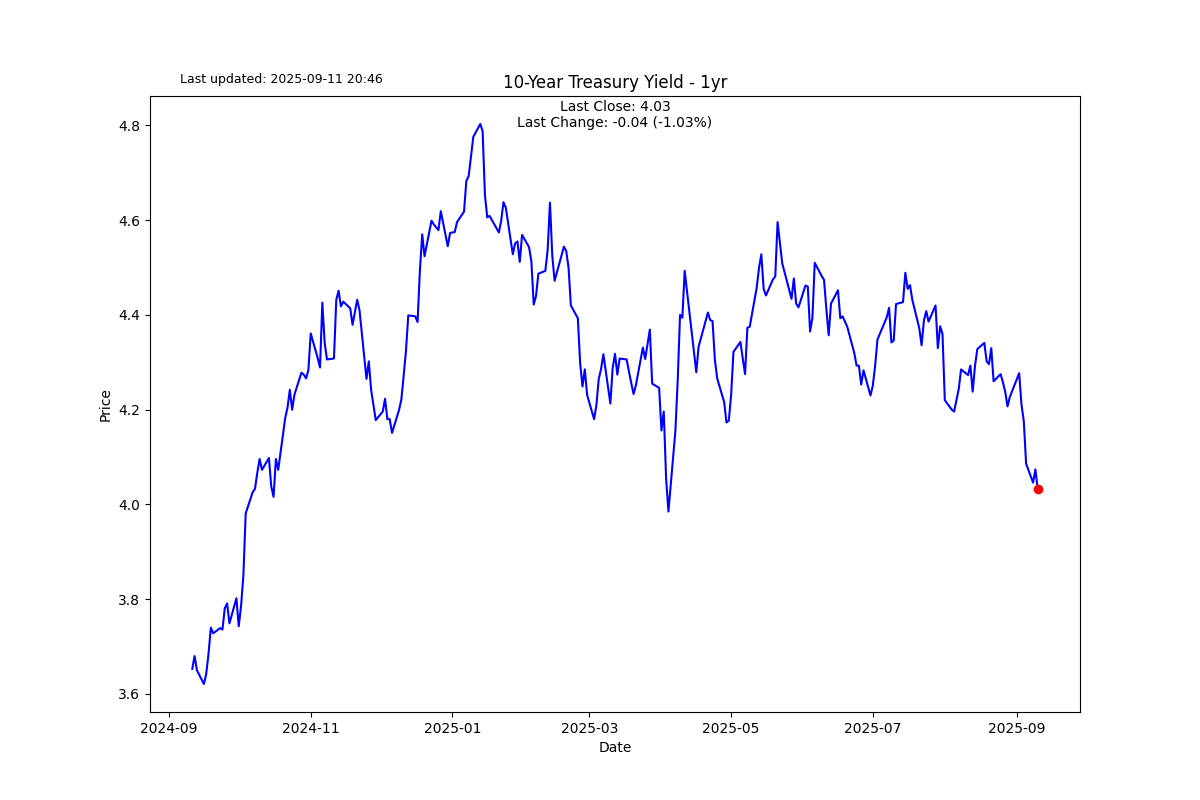 Last updated: 2025-09-11 20:46
10-Year Treasury Yield - 1yr
Last Close: 4.03
Last Change: -0.04 (-1.03%)
4.8
4.6
4.4
4.2
4.0
3.8
3.6
Price
2024-09 2024-11 2025-01 2025-03 2025-05 2025-07 2025-09
Date